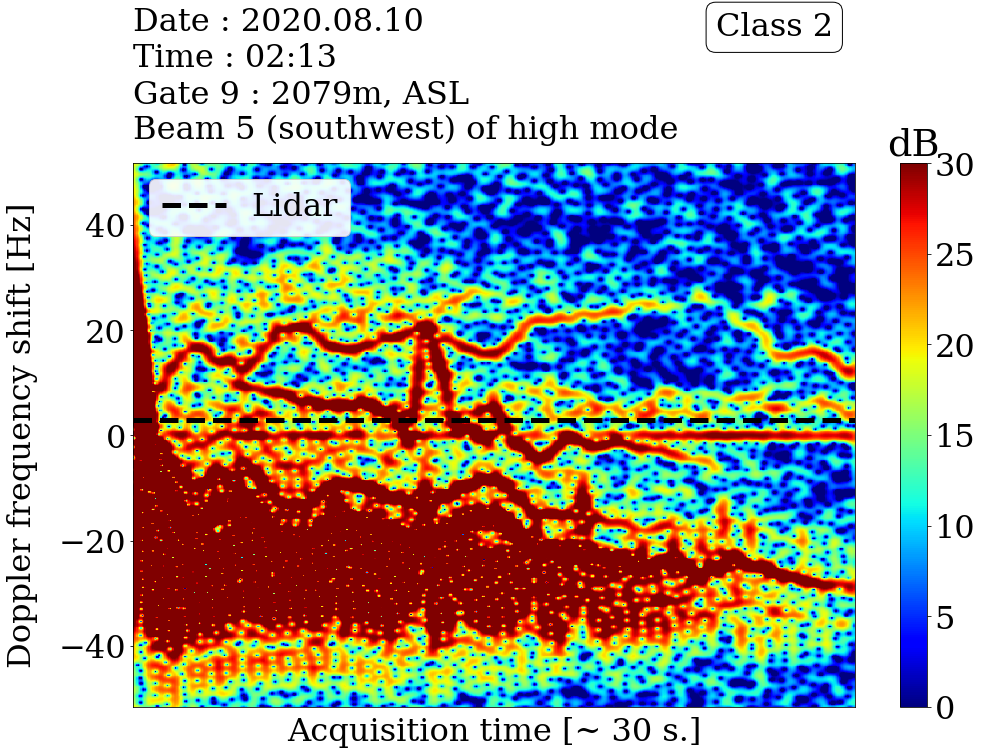 Date : 2020.08.10
Time : 02:13
Gate 9 : 2079m, ASL
Beam 5 (southwest) of high mode
Class 2
dB
Lidar
Doppler frequency shift [Hz]
40
20
0
−20
−40
30
25
20
15
10
5
0
Acquisition time [~ 30 s.]